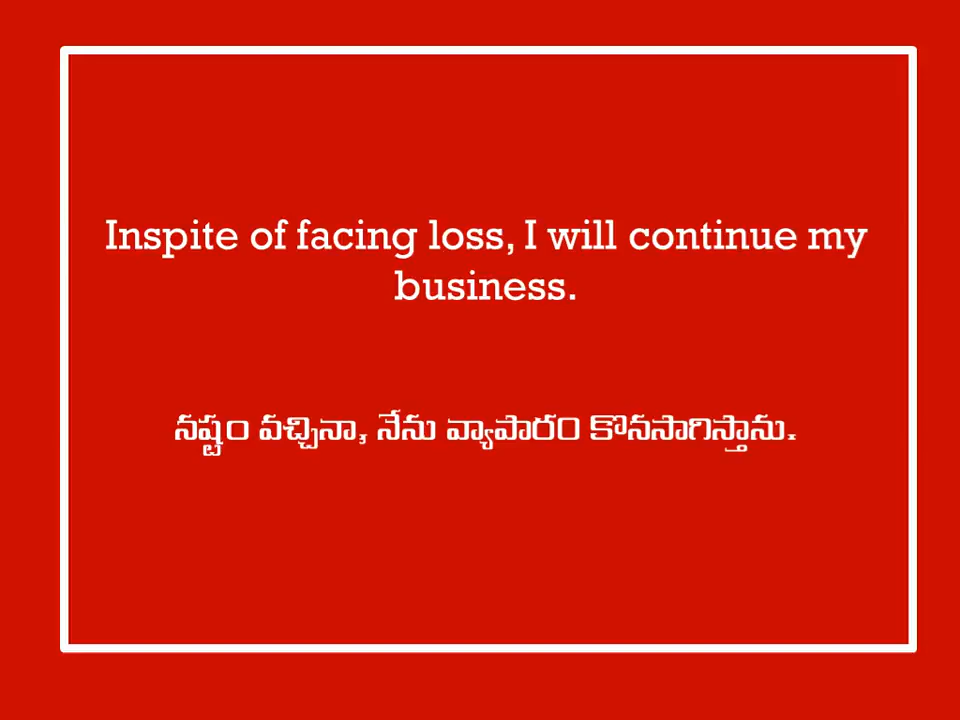 Inspite of facing loss, I will continue my
business.
నష్టం వచ్చినా, నేను వ్యాపారం కొనసాగిస్తాను.